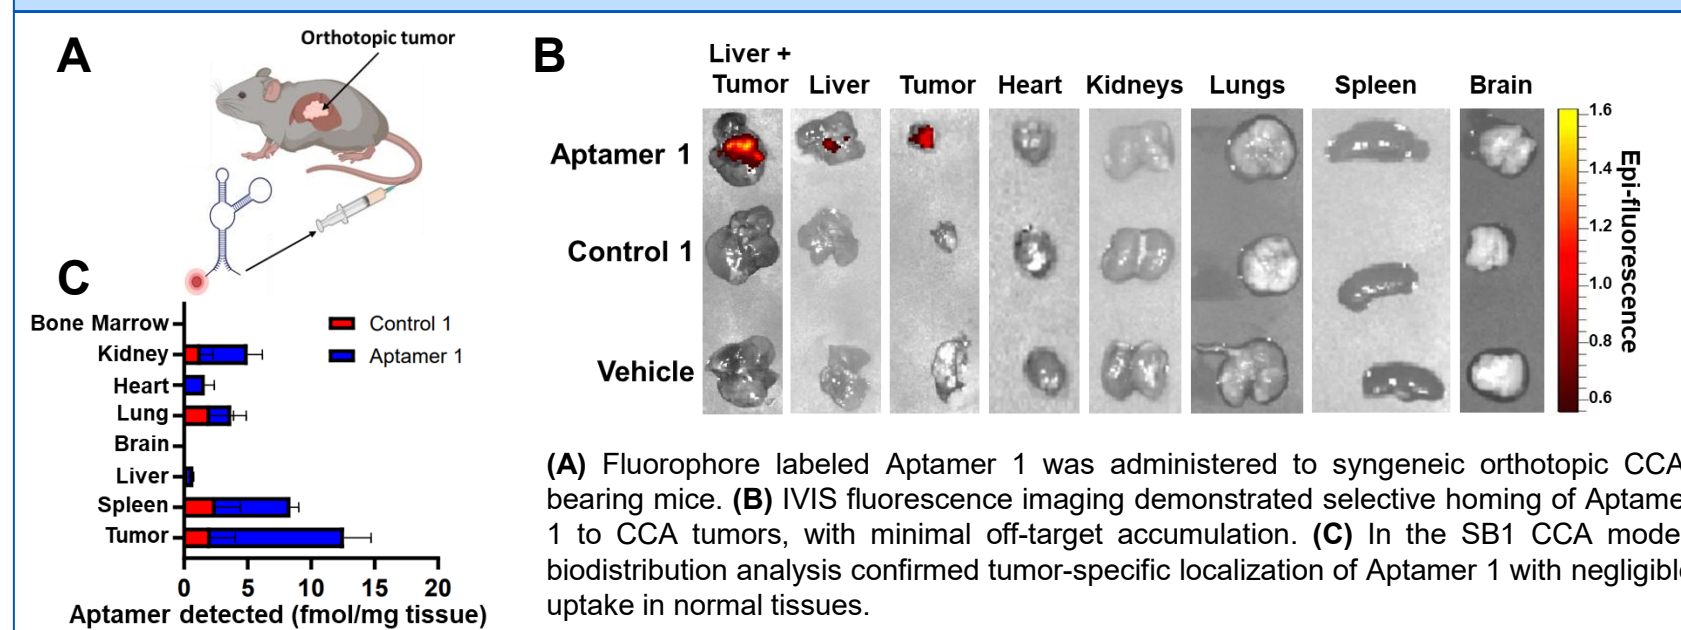 A
Orthotopic tumor
B
Liver +
Tumor
Liver
Tumor
Heart
Kidneys
Lungs
Spleen
Brain
Aptamer 1
Control 1
Vehicle
1.6
1.4
1.2
1.0
0.8
0.6
Epi-fluorescence
C
Control 1
Aptamer 1
Bone Marrow
Kidney
Heart
Lung
Brain
Liver
Spleen
Tumor
0 5 10 15 20
Aptamer detected (fmol/mg tissue)
(A) Fluorophore labeled Aptamer 1 was administered to syngeneic orthotopic CCA
bearing mice. (B) IVIS fluorescence imaging demonstrated selective homing of Aptame
1 to CCA tumors, with minimal off-target accumulation. (C) In the SB1 CCA mode
biodistribution analysis confirmed tumor-specific localization of Aptamer 1 with negligibl
uptake in normal tissues.